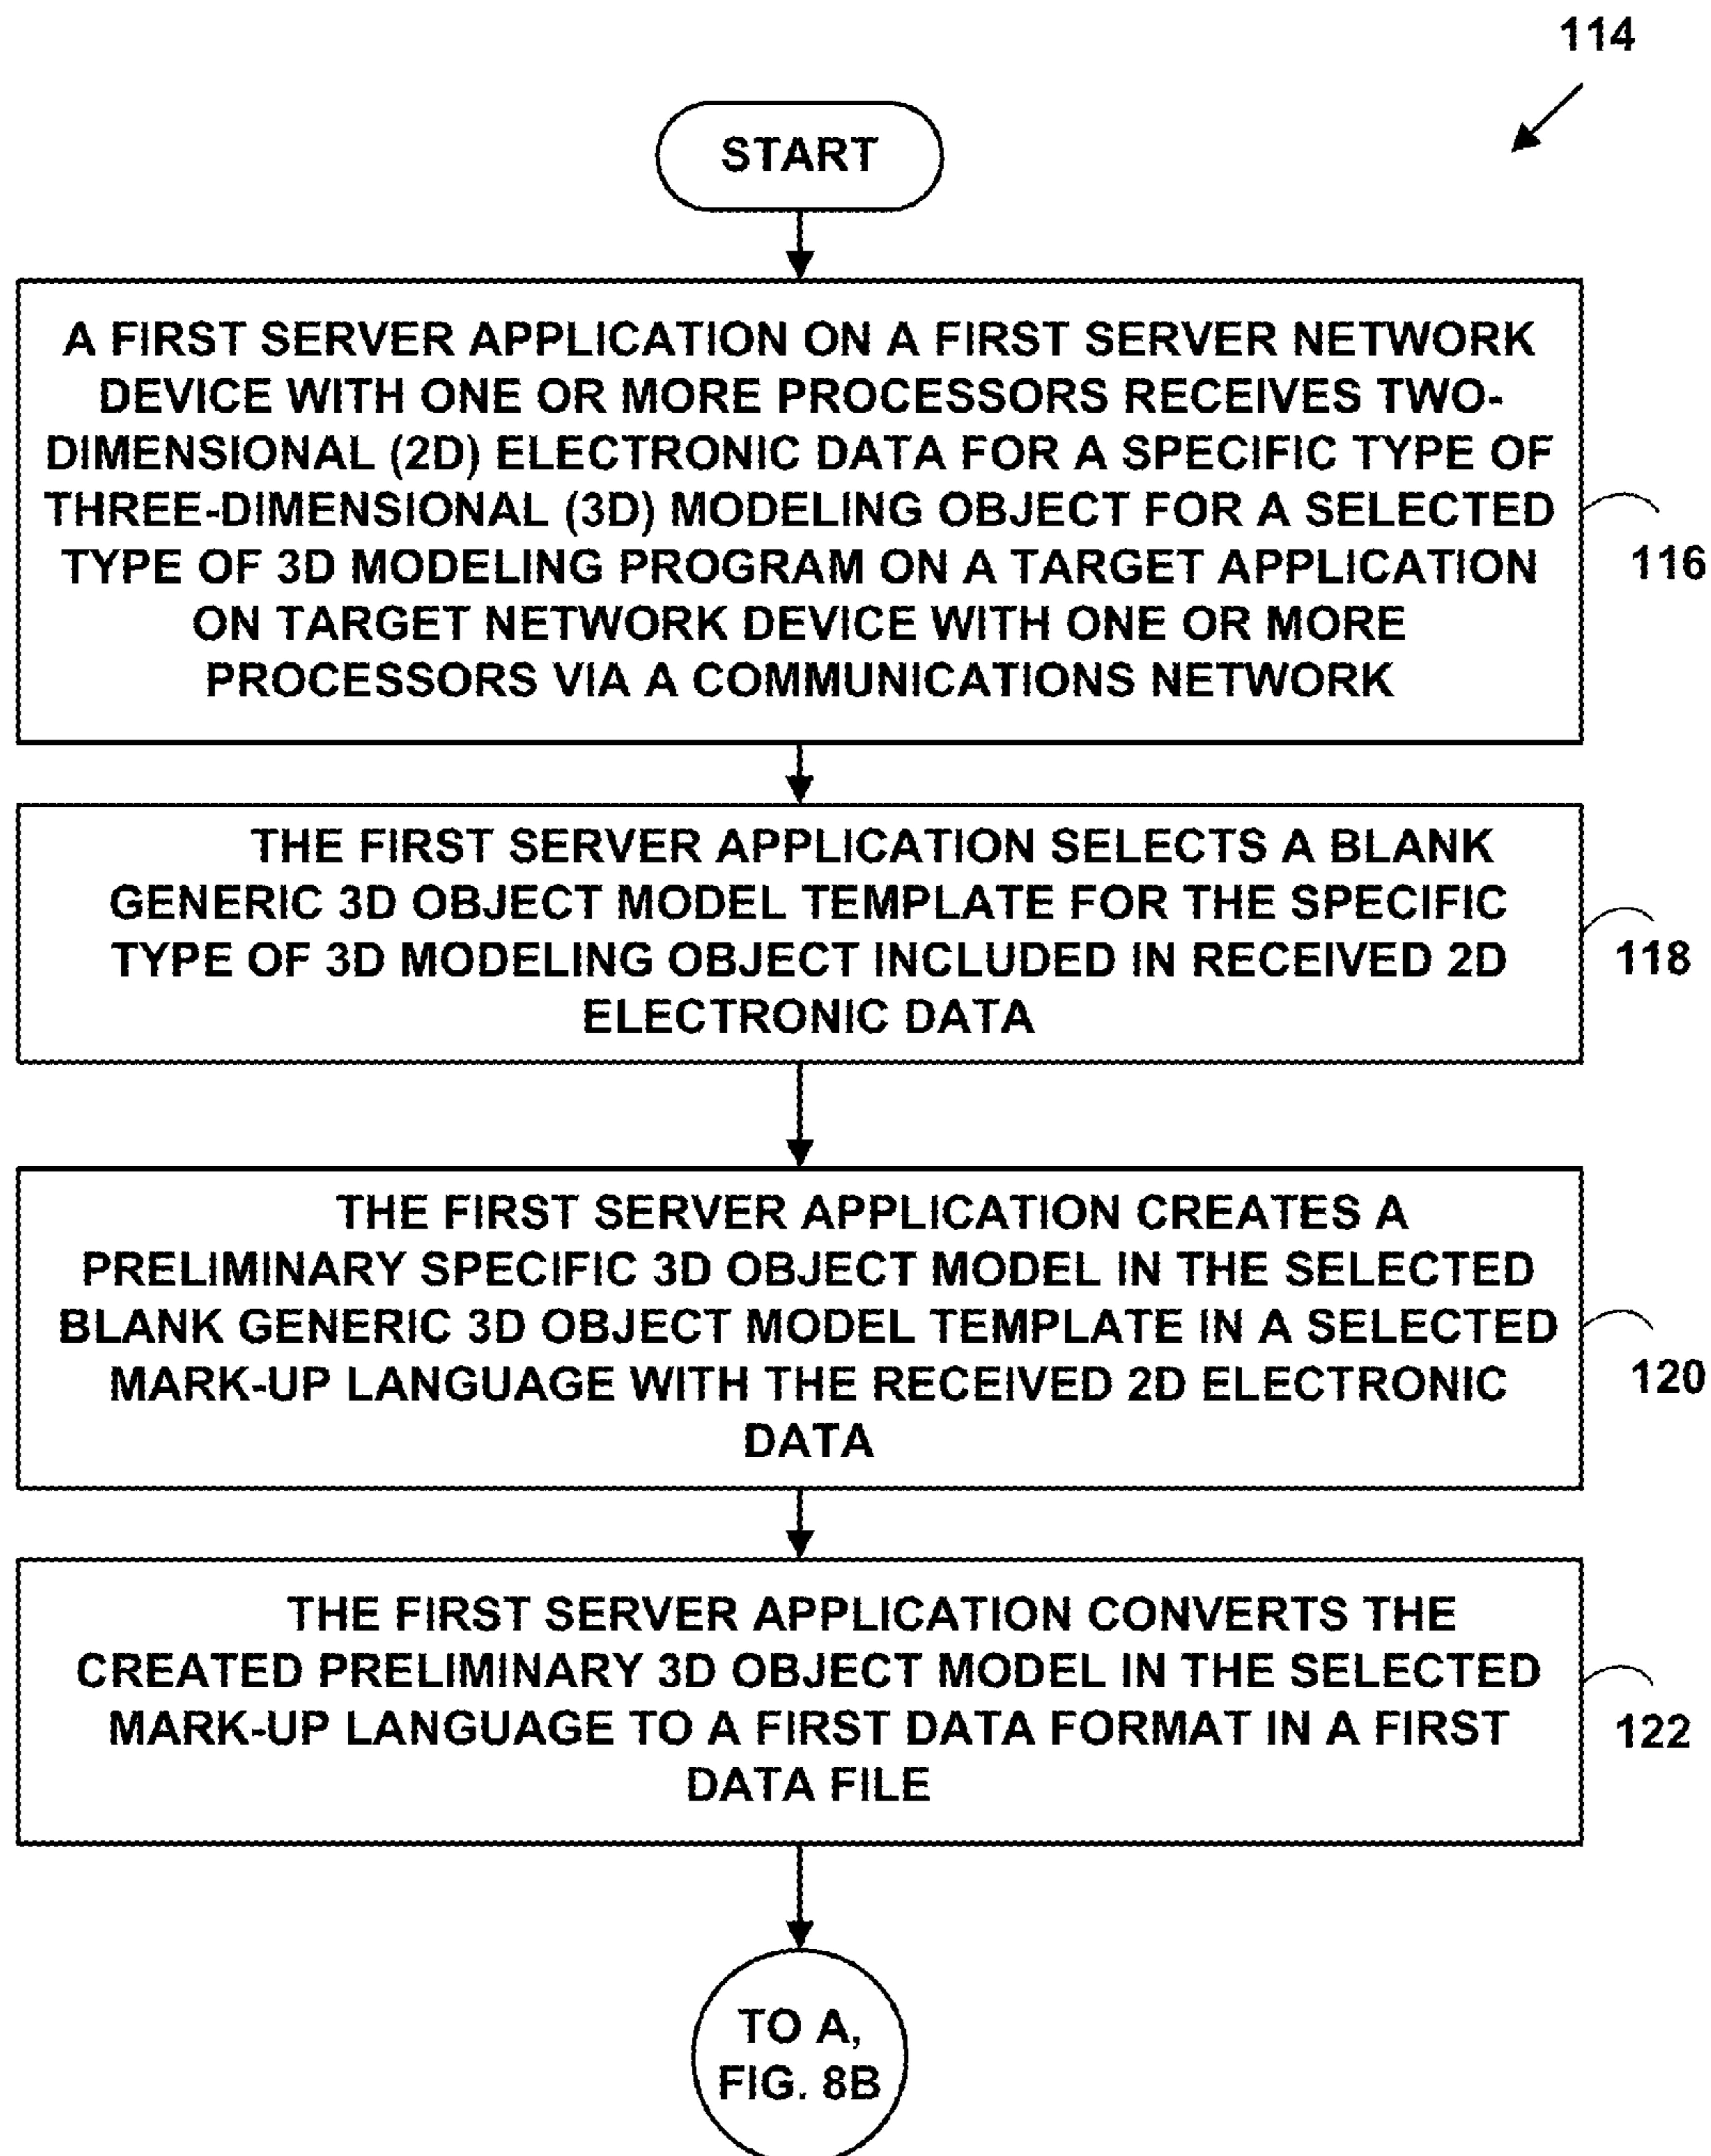 114
START
A FIRST SERVER APPLICATION ON A FIRST SERVER NETWORK
DEVICE WITH ONE OR MORE PROCESSORS RECEIVES TWO-
DIMENSIONAL (2D) ELECTRONIC DATA FOR A SPECIFIC TYPE OF
THREE-DIMENSIONAL (3D) MODELING OBJECT FOR A SELECTED
TYPE OF 3D MODELING PROGRAM ON A TARGET APPLICATION
ON TARGET NETWORK DEVICE WITH ONE OR MORE
PROCESSORS VIA A COMMUNICATIONS NETWORK
116
THE FIRST SERVER APPLICATION SELECTS A BLANK
GENERIC 3D OBJECT MODEL TEMPLATE FOR THE SPECIFIC
TYPE OF 3D MODELING OBJECT INCLUDED IN RECEIVED 2D
ELECTRONIC DATA
118
THE FIRST SERVER APPLICATION CREATES A
PRELIMINARY SPECIFIC 3D OBJECT MODEL IN THE SELECTED
BLANK GENERIC 3D OBJECT MODEL TEMPLATE IN A SELECTED
MARK-UP LANGUAGE WITH THE RECEIVED 2D ELECTRONIC
DATA
120
THE FIRST SERVER APPLICATION CONVERTS THE
CREATED PRELIMINARY 3D OBJECT MODEL IN THE SELECTED
MARK-UP LANGUAGE TO A FIRST DATA FORMAT IN A FIRST
DATA FILE
122
TO A,
FIG. 8B